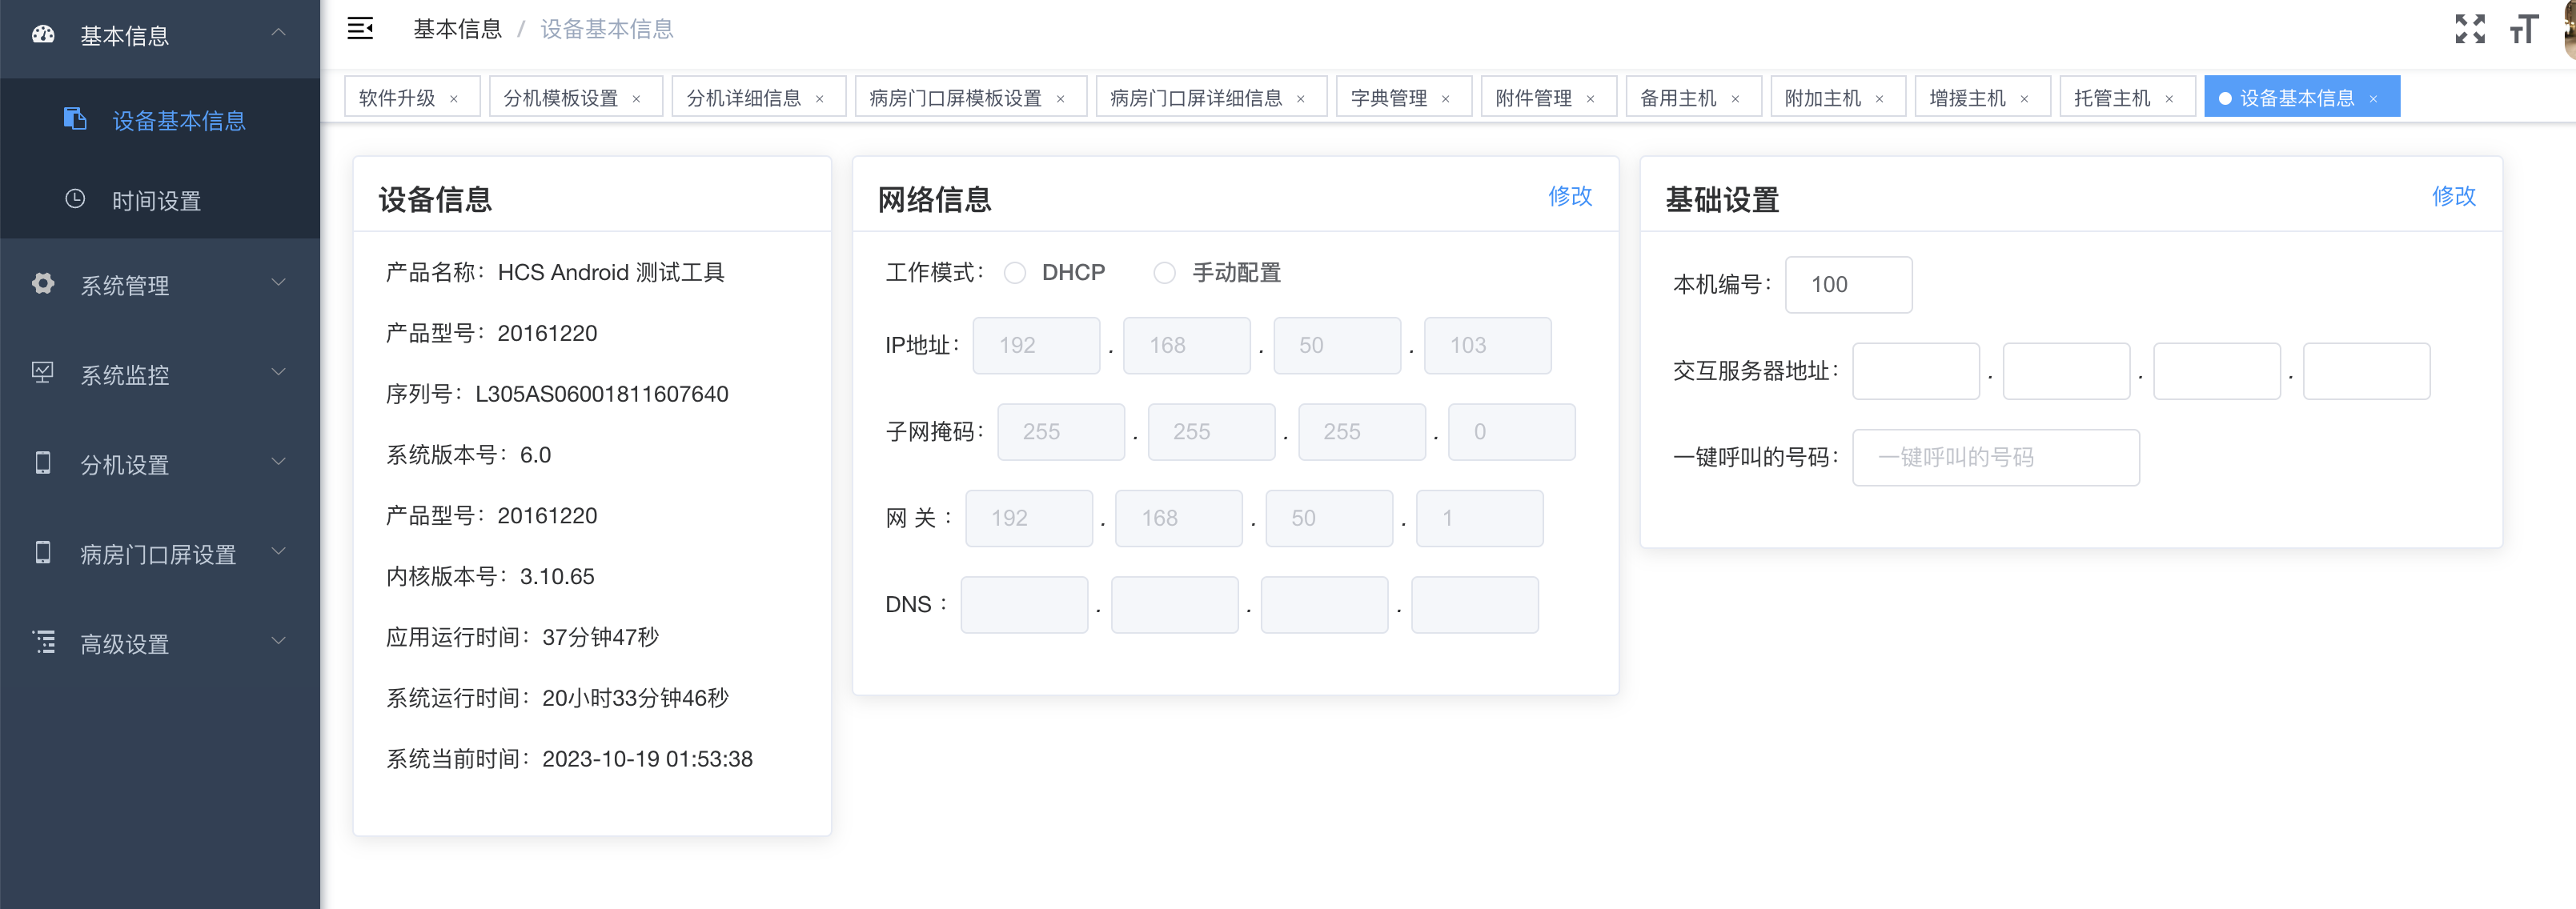 基本信息
设备基本信息
时间设置
系统管理
系统监控
分机设置
病房门口屏设置
高级设置
基本信息 / 设备基本信息
软件升级 × 分机模板设置 × 分机详细信息 × 病房门口屏模板设置 × 病房门口屏详细信息 × 字典管理 × 附件管理 × 备用主机 × 附加主机 × 增援主机 × 托管主机 × 设备基本信息 ×
设备信息
产品名称：HCS Android 测试工具
产品型号：20161220
序列号：L305AS06001811607640
系统版本号：6.0
产品型号：20161220
内核版本号：3.10.65
应用运行时间：37分钟47秒
系统运行时间：20小时33分钟46秒
系统当前时间：2023-10-19 01:53:38
网络信息 修改
工作模式： DHCP 手动配置
IP地址： 192 . 168 . 50 . 103
子网掩码： 255 . 255 . 255 . 0
网 关 ： 192 . 168 . 50 . 1
DNS ： . . .
基础设置 修改
本机编号： 100
交互服务器地址： . . .
一键呼叫的号码： 一键呼叫的号码